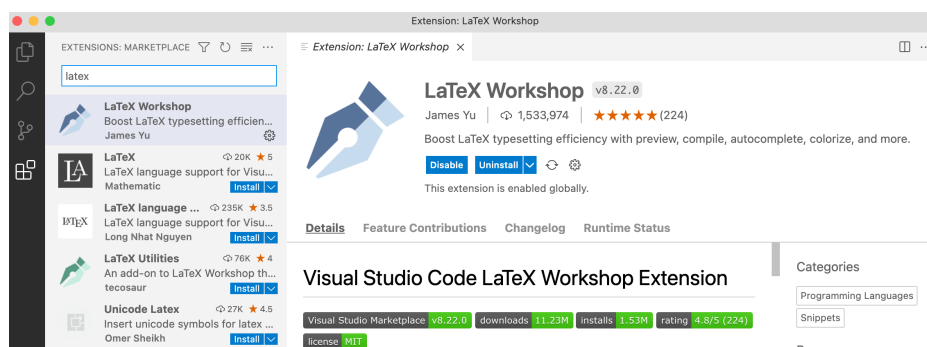 Extension: LaTeX Workshop
EXTENSIONS: MARKETPLACE
latex
LaTeX Workshop
Boost LaTeX typesetting efficien...
James Yu
LaTeX 20K ★ 5
LaTeX language support for Visu...
Mathematic Install
LaTeX language ... 235K ★ 3.5
LaTeX language support for Visu...
Long Nhat Nguyen Install
LaTeX Utilities 76K ★ 4
An add-on to LaTeX Workshop th...
tecosaur Install
Unicode Latex 27K ★ 4.5
Insert unicode symbols for latex ...
Omer Sheikh Install
LA
LATEX
Extension: LaTeX Workshop
LaTeX Workshop v8.22.0
James Yu 1,533,974 ★★★★★(224)
Boost LaTeX typesetting efficiency with preview, compile, autocomplete, colorize, and more.
Disable Uninstall
This extension is enabled globally.
Details Feature Contributions Changelog Runtime Status
Visual Studio Code LaTeX Workshop Extension
Visual Studio Marketplace v8.22.0 downloads 11.23M installs 1.53M rating 4.8/5 (224)
license MIT
Categories
Programming Languages
Snippets